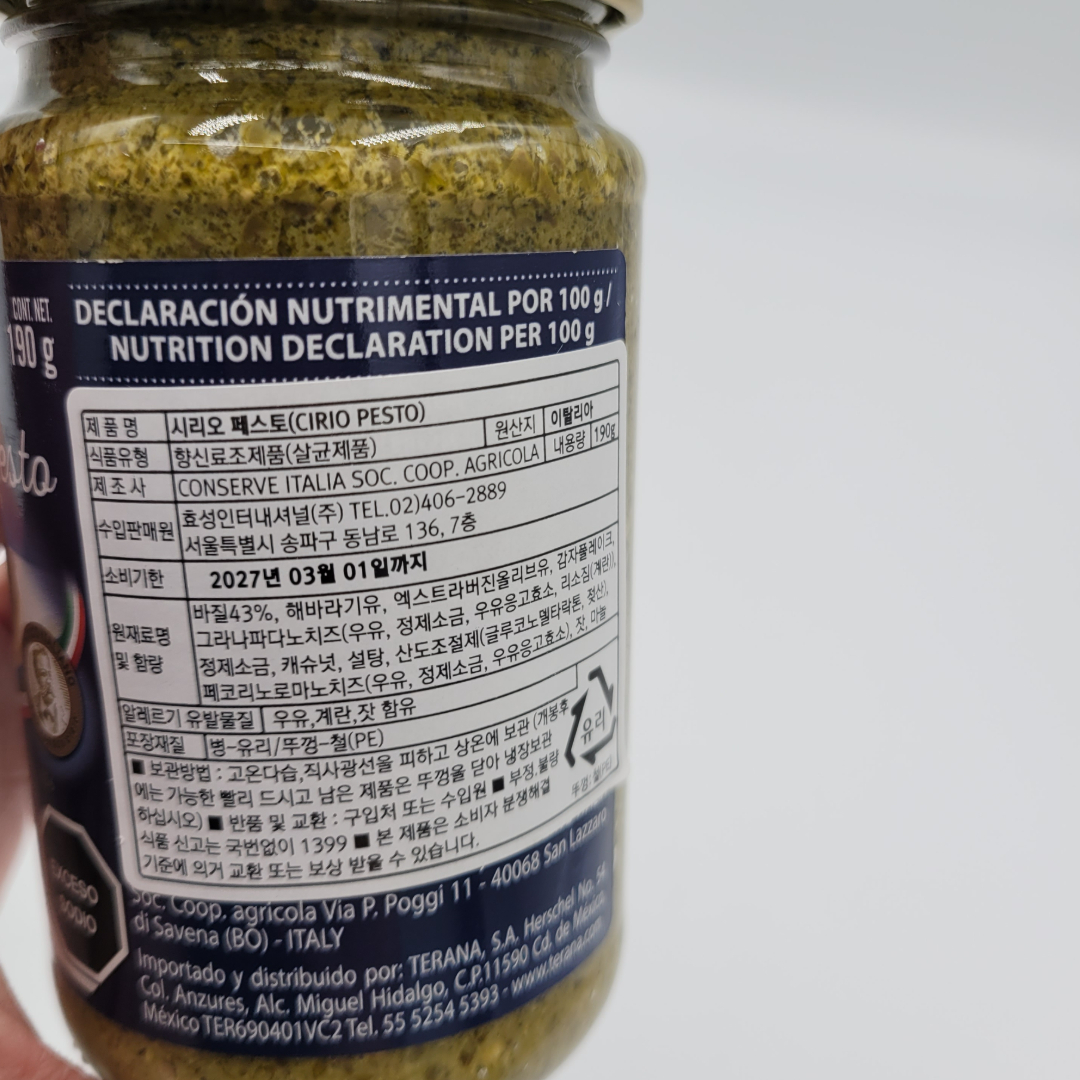 CONT. NET.
190 g
DECLARACIÓN NUTRIMENTAL POR 100 g /
NUTRITION DECLARATION PER 100 g
제품명 시리오 페스토(CIRIO PESTO) 원산지 이탈리아
식품유형 향신료조제품(살균제품) 내용량 190g
제조사 CONSERVE ITALIA SOC. COOP. AGRICOLA
수입판매원 효성인터내셔널(주) TEL.02)406-2889
서울특별시 송파구 동남로 136, 7층
소비기한 2027년 03월 01일까지
원재료명 및 함량
바질43%, 해바라기유, 엑스트라버진올리브유, 감자플레이크,
그라나파다노치즈(우유, 정제소금, 우유응고효소, 리소짐(계란)),
정제소금, 캐슈넛, 설탕, 산도조절제(글루코노델타락톤, 젖산),
페코리노로마노치즈(우유, 정제소금, 우유응고효소), 잣, 마늘
알레르기 유발물질 우유,계란,잣 함유
포장재질 병-유리/뚜껑-철(PE)
■ 보관방법 : 고온다습,직사광선을 피하고 상온에 보관 (개봉후
에는 가능한 빨리 드시고 남은 제품은 뚜껑을 닫아 냉장보관
하십시오) ■ 반품 및 교환 : 구입처 또는 수입원 ■ 부정.불량
식품 신고는 국번없이 1399 ■ 본 제품은 소비자 분쟁해결
기준에 의거 교환 또는 보상 받을 수 있습니다.
유리
EXCESO
SODIO
Soc. Coop. agricola Via P. Poggi 11 - 40068 San Lazzaro
di Savena (BO) - ITALY
Importado y distribuido por: TERANA, S.A. Herschel No. 54
Col. Anzures, Alc. Miguel Hidalgo, C.P.11590 Cd. de México,
México TER690401VC2 Tel. 55 5254 5393 - www.terana.com